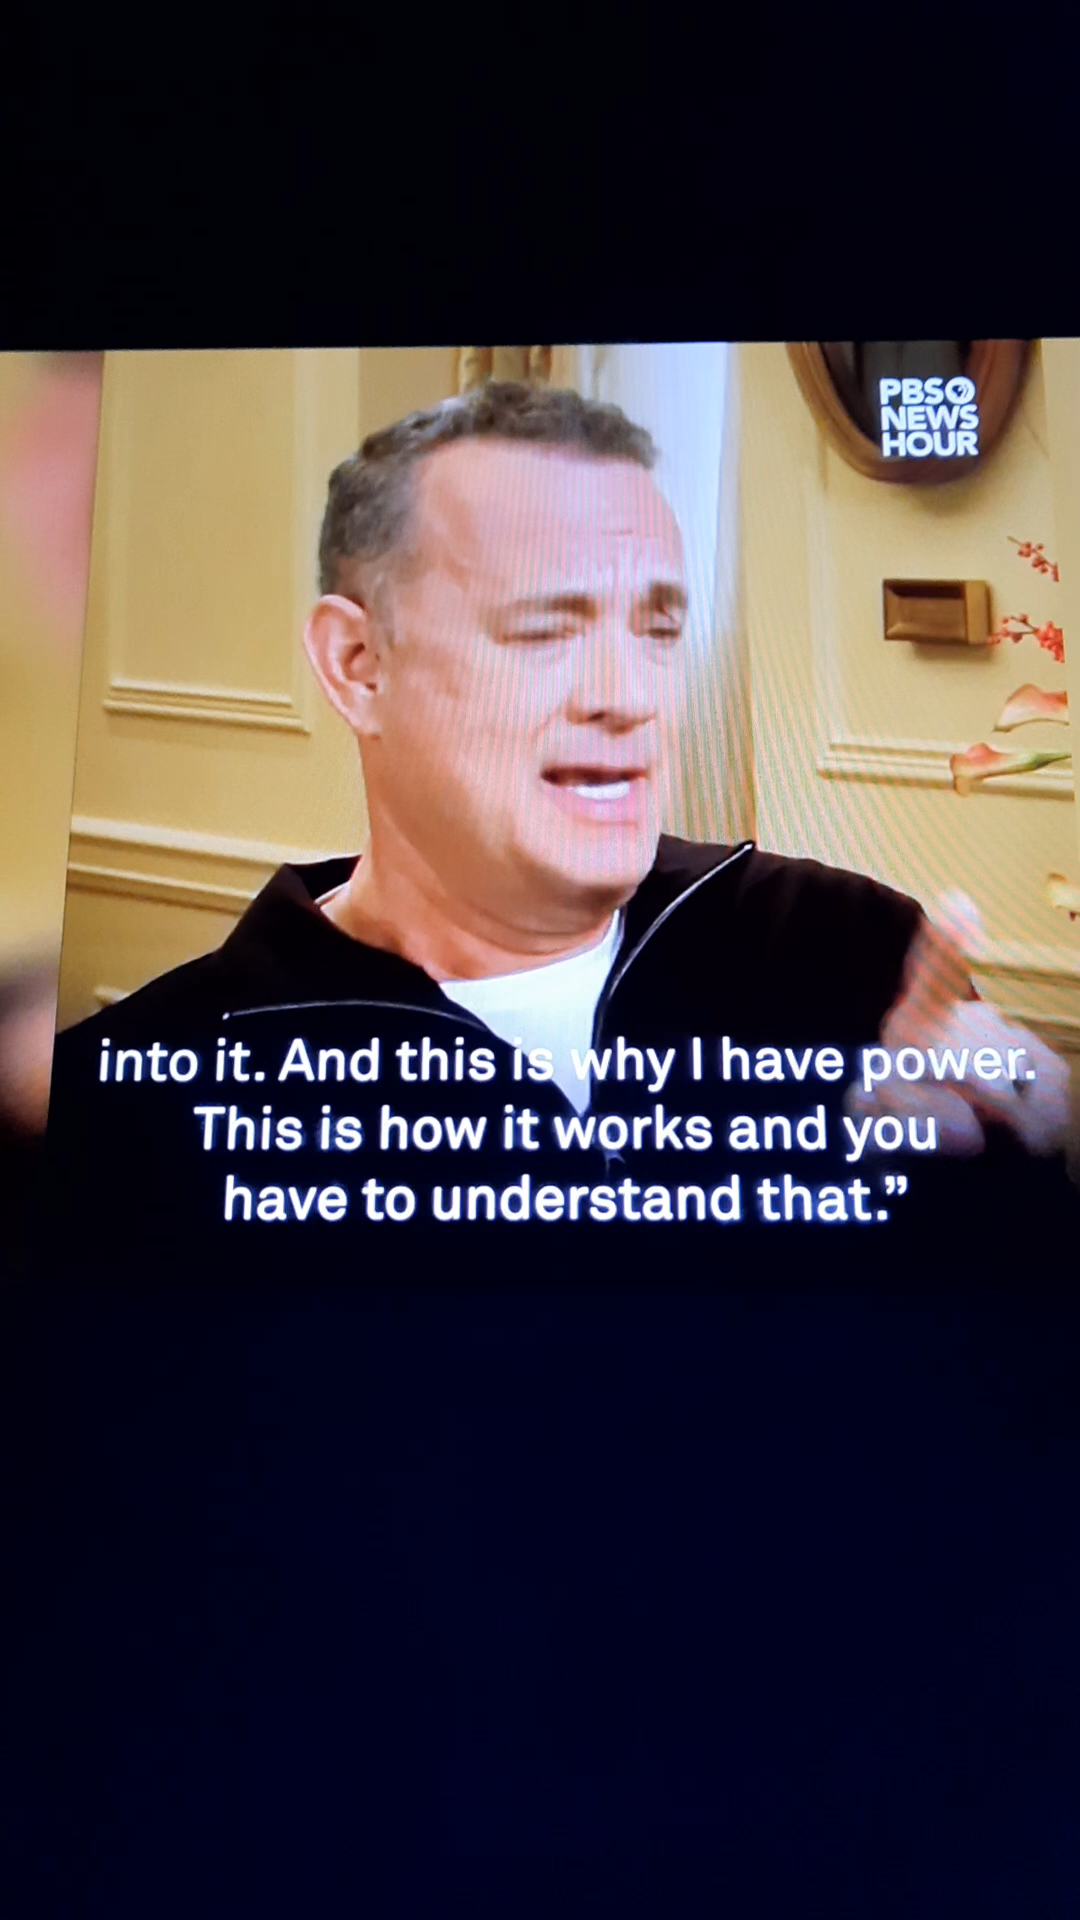 PBS
NEWS
HOUR
into it. And this is why I have power.
This is how it works and you
have to understand that.”